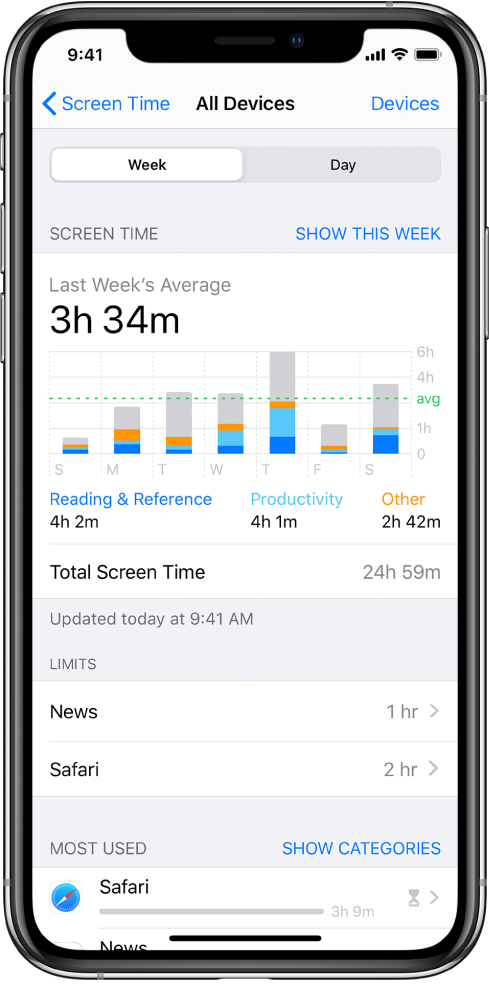 9:41
Screen Time All Devices Devices
Week Day
SCREEN TIME SHOW THIS WEEK
Last Week’s Average
3h 34m
6h
4h
avg
1h
0
S M T W T F S
Reading & Reference Productivity Other
4h 2m 4h 1m 2h 42m
Total Screen Time 24h 59m
Updated today at 9:41 AM
LIMITS
News 1 hr
Safari 2 hr
MOST USED SHOW CATEGORIES
Safari
3h 9m
News